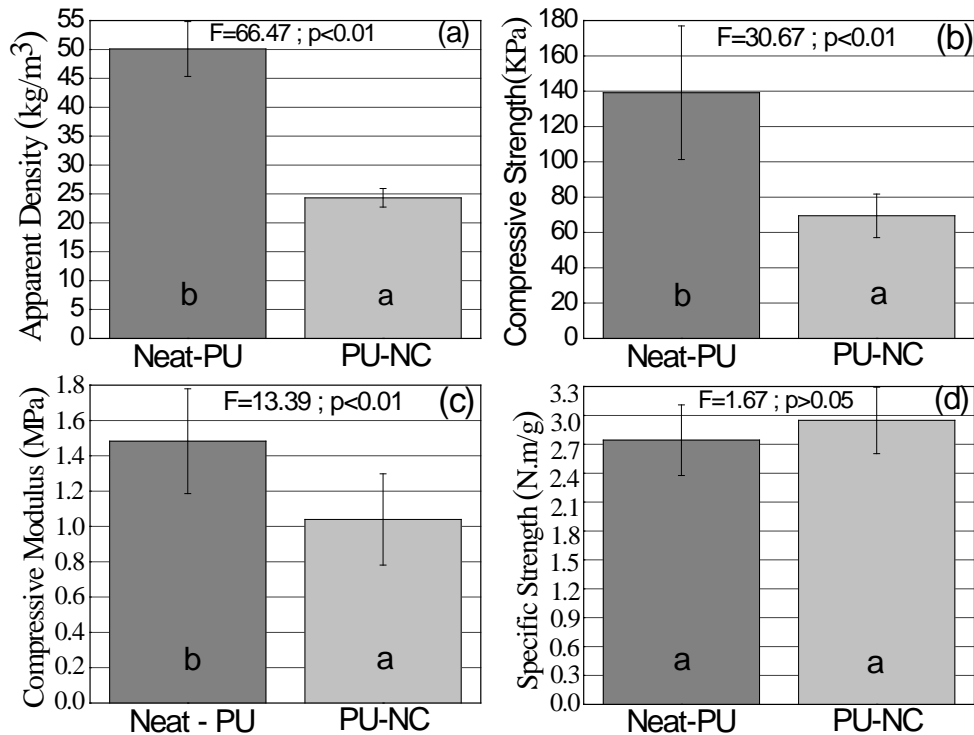 Apparent Density (kg/m³)
55
50
45
40
35
30
25
20
15
10
5
0
F=66.47 ; p<0.01
(a)
b
a
Neat-PU
PU-NC
Compressive Strength(KPa)
180
160
140
120
100
80
60
40
20
0
F=30.67 ; p<0.01
(b)
b
a
Neat-PU
PU-NC
Compressive Modulus (MPa)
1.8
1.6
1.4
1.2
1.0
0.8
0.6
0.4
0.2
0.0
F=13.39 ; p<0.01
(c)
b
a
Neat - PU
PU-NC
Specific Strength (N.m/g)
3.3
3.0
2.7
2.4
2.1
1.8
1.5
1.2
0.9
0.6
0.3
0.0
F=1.67 ; p>0.05
(d)
a
a
Neat-PU
PU-NC